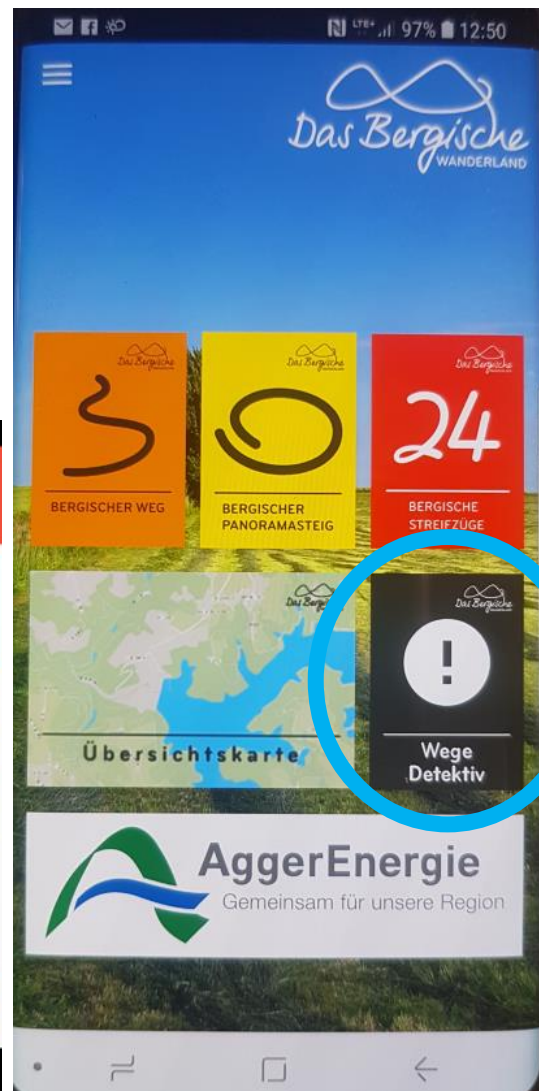 LTE+ 97% 12:50
Das Bergische
WANDERLAND
Das Bergische
BERGISCHER WEG
Das Bergische
BERGISCHER
PANORAMASTEIG
Das Bergische
24
BERGISCHE
STREIFZÜGE
Das Bergische
Übersichtskarte
Das Bergische
!
Wege
Detektiv
AggerEnergie
Gemeinsam für unsere Region